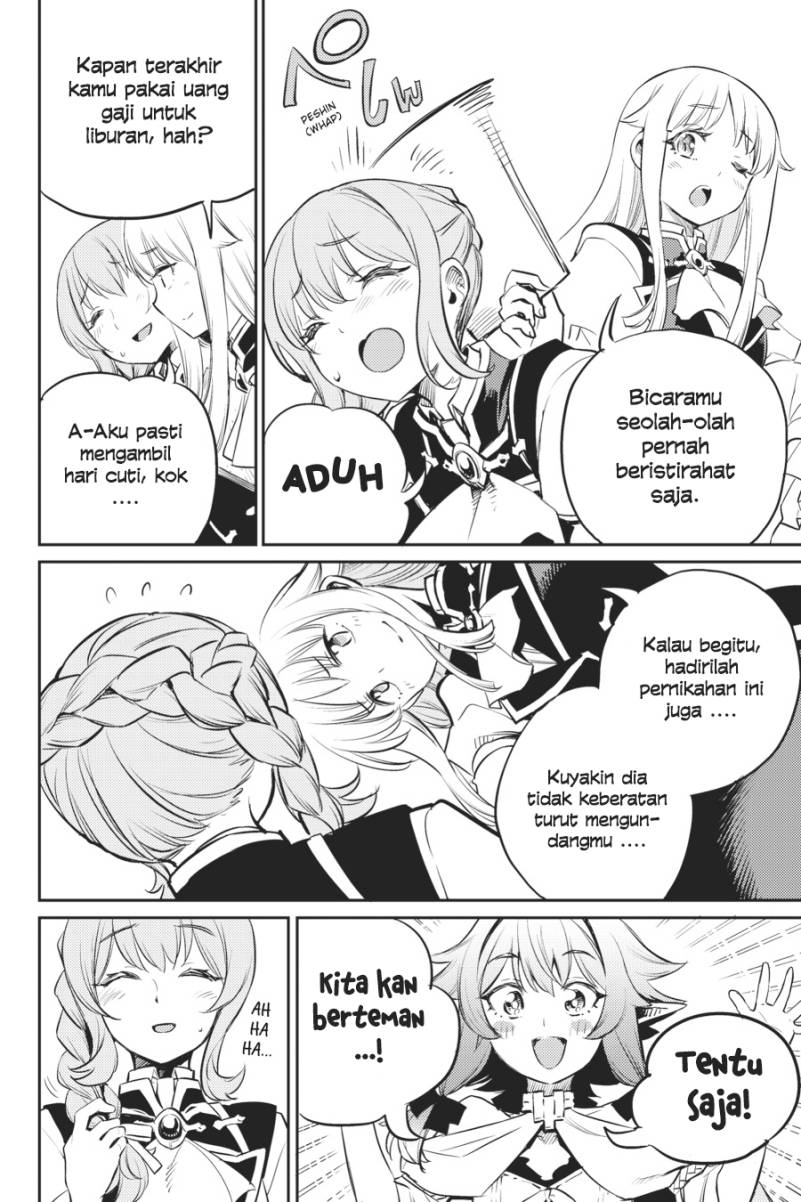 Bicaramu
seolah-olah
pernah
beristirahat
saja.
ぺしん
PESHIN
(WHAP)
ADUH
Kapan terakhir
kamu pakai uang
gaji untuk
liburan, hah?
A-Aku pasti
mengambil
hari cuti, kok
....
Kalau begitu,
hadirilah
pernikahan ini
juga ....
Kuyakin dia
tidak keberatan
turut mengun-
dangmu ....
Tentu
saja!
Kita kan
berteman
...!
AH
HA
HA...